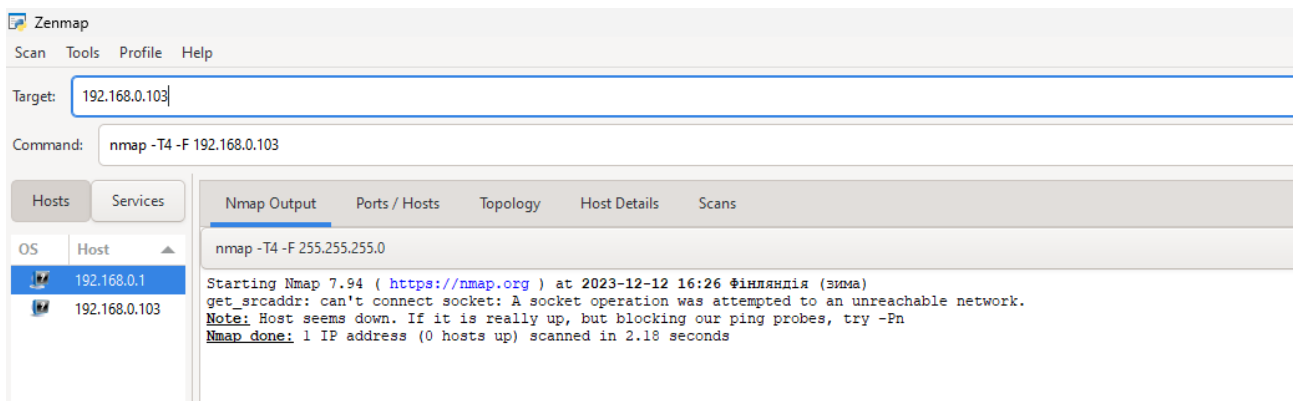 Zenmap
Scan Tools Profile Help
Target: 192.168.0.103
Command: nmap -T4 -F 192.168.0.103
Hosts Services
Nmap Output Ports / Hosts Topology Host Details Scans
OS Host
nmap -T4 -F 255.255.255.0
192.168.0.1
192.168.0.103
Starting Nmap 7.94 ( https://nmap.org ) at 2023-12-12 16:26 Фінляндія (зима)
get_srcaddr: can't connect socket: A socket operation was attempted to an unreachable network.
Note: Host seems down. If it is really up, but blocking our ping probes, try -Pn
Nmap done: 1 IP address (0 hosts up) scanned in 2.18 seconds